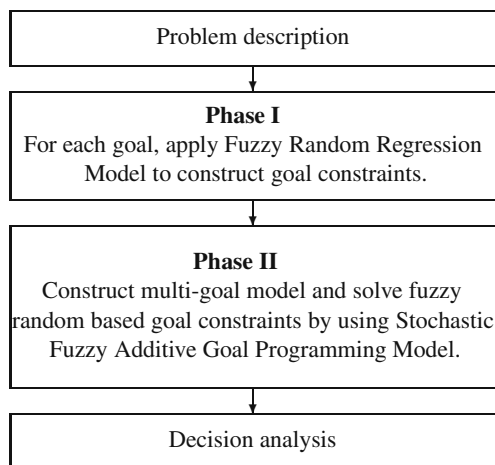 Problem description
Phase I
For each goal, apply Fuzzy Random Regression
Model to construct goal constraints.
Phase II
Construct multi-goal model and solve fuzzy
random based goal constraints by using Stochastic
Fuzzy Additive Goal Programming Model.
Decision analysis